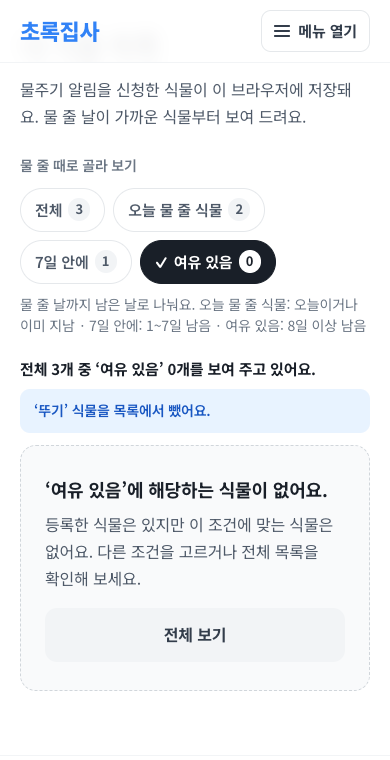 초록집사
메뉴 열기
물주기 알림을 신청한 식물이 이 브라우저에 저장돼
요. 물 줄 날이 가까운 식물부터 보여 드려요.
물 줄 때로 골라 보기
전체 3
오늘 물 줄 식물 2
7일 안에 1
✓ 여유 있음 0
물 줄 날까지 남은 날로 나눠요. 오늘 물 줄 식물: 오늘이거나
이미 지남 · 7일 안에: 1~7일 남음 · 여유 있음: 8일 이상 남음
전체 3개 중 ‘여유 있음’ 0개를 보여 주고 있어요.
‘뚜기’ 식물을 목록에서 뺐어요.
‘여유 있음’에 해당하는 식물이 없어요.
등록한 식물은 있지만 이 조건에 맞는 식물은
없어요. 다른 조건을 고르거나 전체 목록을
확인해 보세요.
전체 보기